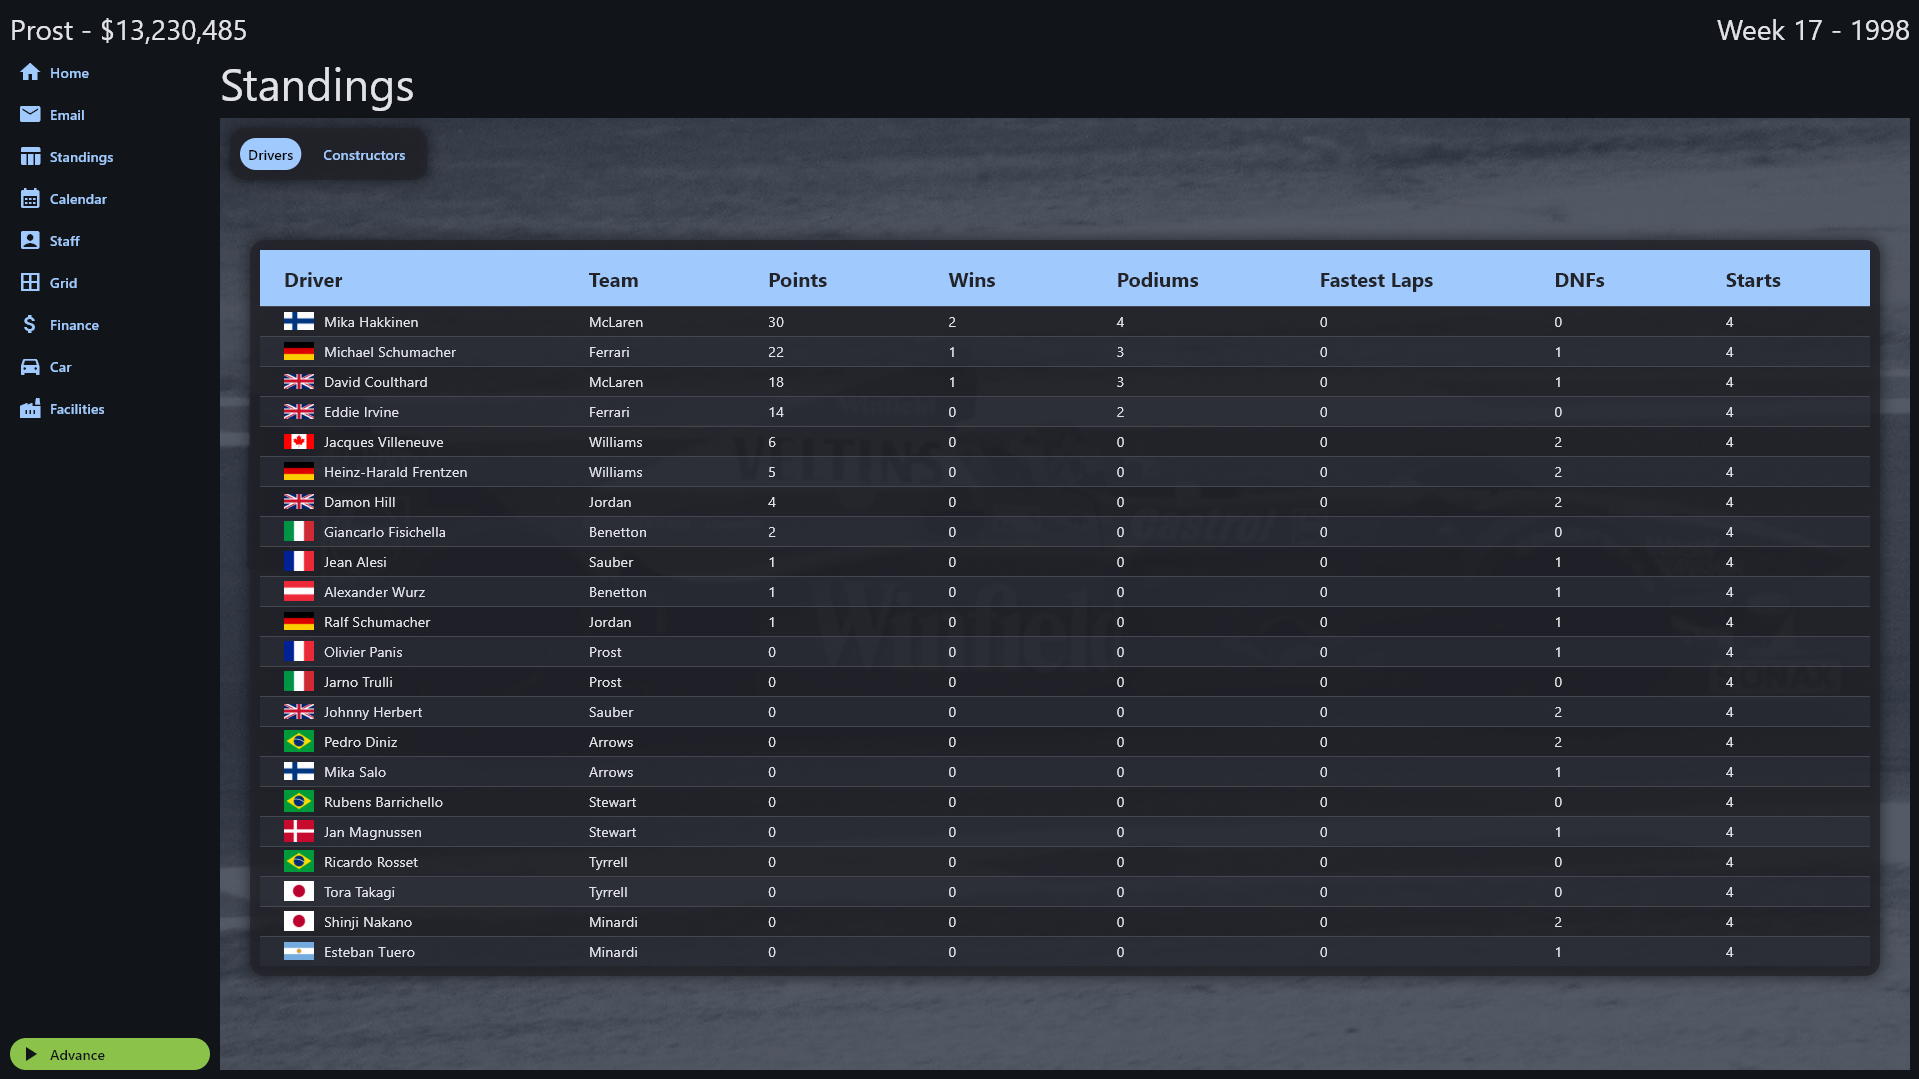 Prost - $13,230,485
Week 17 - 1998
Home
Email
Standings
Calendar
Staff
Grid
Finance
Car
Facilities
Advance
Standings
Drivers Constructors
Driver Team Points Wins Podiums Fastest Laps DNFs Starts
Mika Hakkinen McLaren 30 2 4 0 0 4
Michael Schumacher Ferrari 22 1 3 0 1 4
David Coulthard McLaren 18 1 3 0 1 4
Eddie Irvine Ferrari 14 0 2 0 0 4
Jacques Villeneuve Williams 6 0 0 0 2 4
Heinz-Harald Frentzen Williams 5 0 0 0 2 4
Damon Hill Jordan 4 0 0 0 2 4
Giancarlo Fisichella Benetton 2 0 0 0 0 4
Jean Alesi Sauber 1 0 0 0 1 4
Alexander Wurz Benetton 1 0 0 0 1 4
Ralf Schumacher Jordan 1 0 0 0 1 4
Olivier Panis Prost 0 0 0 0 1 4
Jarno Trulli Prost 0 0 0 0 0 4
Johnny Herbert Sauber 0 0 0 0 2 4
Pedro Diniz Arrows 0 0 0 0 2 4
Mika Salo Arrows 0 0 0 0 1 4
Rubens Barrichello Stewart 0 0 0 0 0 4
Jan Magnussen Stewart 0 0 0 0 1 4
Ricardo Rosset Tyrrell 0 0 0 0 0 4
Tora Takagi Tyrrell 0 0 0 0 0 4
Shinji Nakano Minardi 0 0 0 0 2 4
Esteban Tuero Minardi 0 0 0 0 1 4
Castrol
Winfield